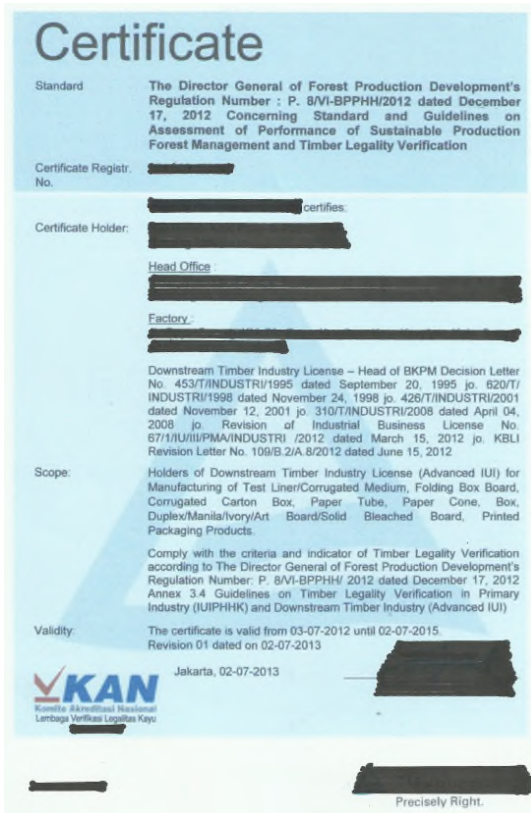 Certificate
Standard
The Director General of Forest Production Development's
Regulation Number : P. 8/VI-BPPHH/2012 dated December
17, 2012 Concerning Standard and Guidelines on
Assessment of Performance of Sustainable Production
Forest Management and Timber Legality Verification
Certificate Registr.
No.
certifies:
Certificate Holder:
Head Office :
Factory :
Downstream Timber Industry License – Head of BKPM Decision Letter
No. 453/T/INDUSTRI/1995 dated September 20, 1995 jo. 620/T/
INDUSTRI/1998 dated November 24, 1998 jo. 426/T/INDUSTRI/2001
dated November 12, 2001 jo. 310/T/INDUSTRI/2008 dated April 04,
2008 jo. Revision of Industrial Business License No.
67/1/IU/III/PMA/INDUSTRI /2012 dated March 15, 2012 jo. KBLI
Revision Letter No. 109/B.2/A.8/2012 dated June 15, 2012
Scope:
Holders of Downstream Timber Industry License (Advanced IUI) for
Manufacturing of Test Liner/Corrugated Medium, Folding Box Board,
Corrugated Carton Box, Paper Tube, Paper Cone, Box,
Duplex/Manila/Ivory/Art Board/Solid Bleached Board, Printed
Packaging Products.
Comply with the criteria and indicator of Timber Legality Verification
according to The Director General of Forest Production Development's
Regulation Number: P. 8/VI-BPPHH/ 2012 dated December 17, 2012
Annex 3.4 Guidelines on Timber Legality Verification in Primary
Industry (IUIPHHK) and Downstream Timber Industry (Advanced IUI)
Validity:
The certificate is valid from 03-07-2012 until 02-07-2015.
Revision 01 dated on 02-07-2013
Jakarta, 02-07-2013
KAN
Komite Akreditasi Nasional
Lembaga Verifikasi Legalitas Kayu
Precisely Right.